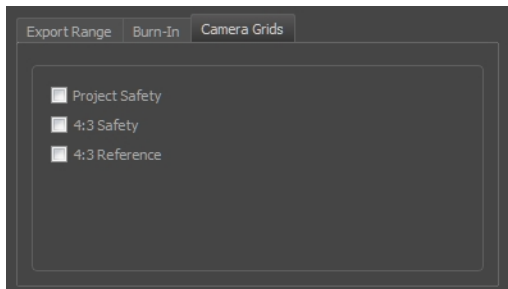 Export Range Burn-In Camera Grids
Project Safety
4:3 Safety
4:3 Reference